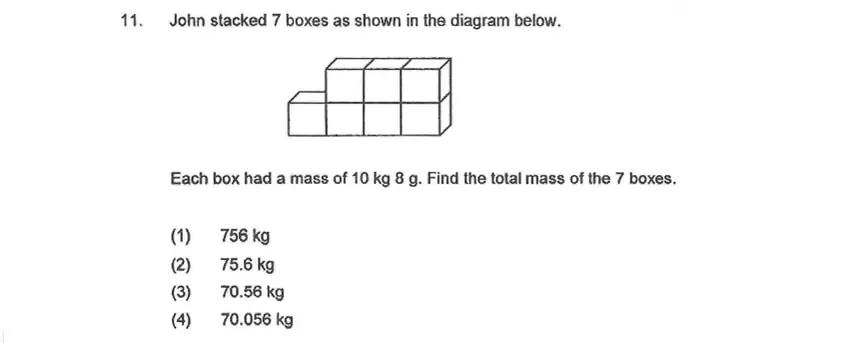 11. John stacked 7 boxes as shown in the diagram below.
Each box had a mass of 10 kg 8 g. Find the total mass of the 7 boxes.
(1) 756 kg
(2) 75.6 kg
(3) 70.56 kg
(4) 70.056 kg